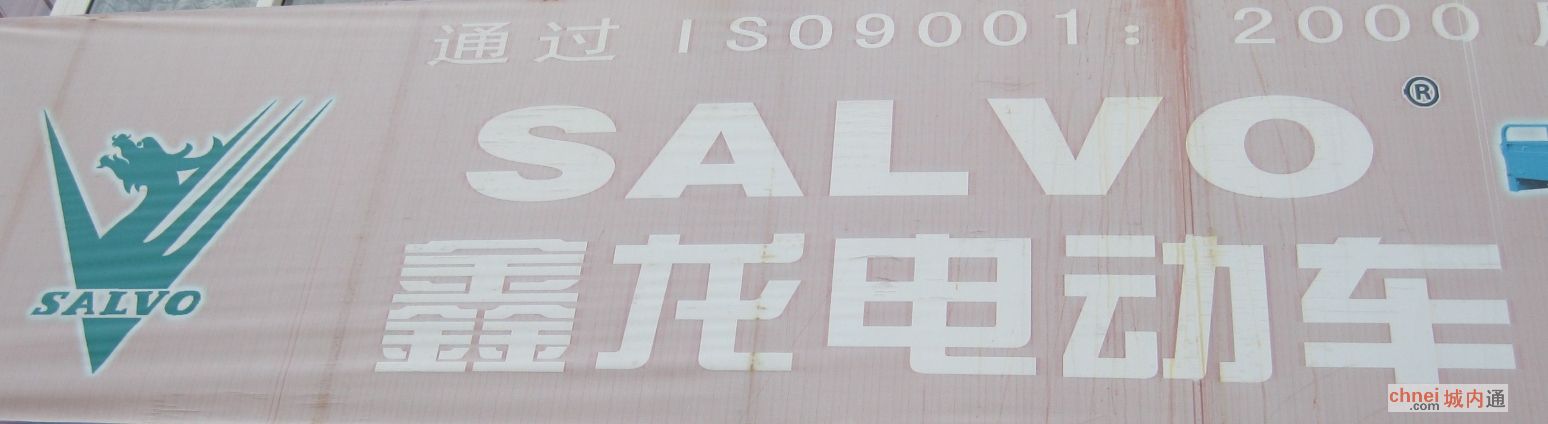 通过 ISO9001：2000
SALVO®
SALVO
鑫龙电动车
chnei
.com 城内通